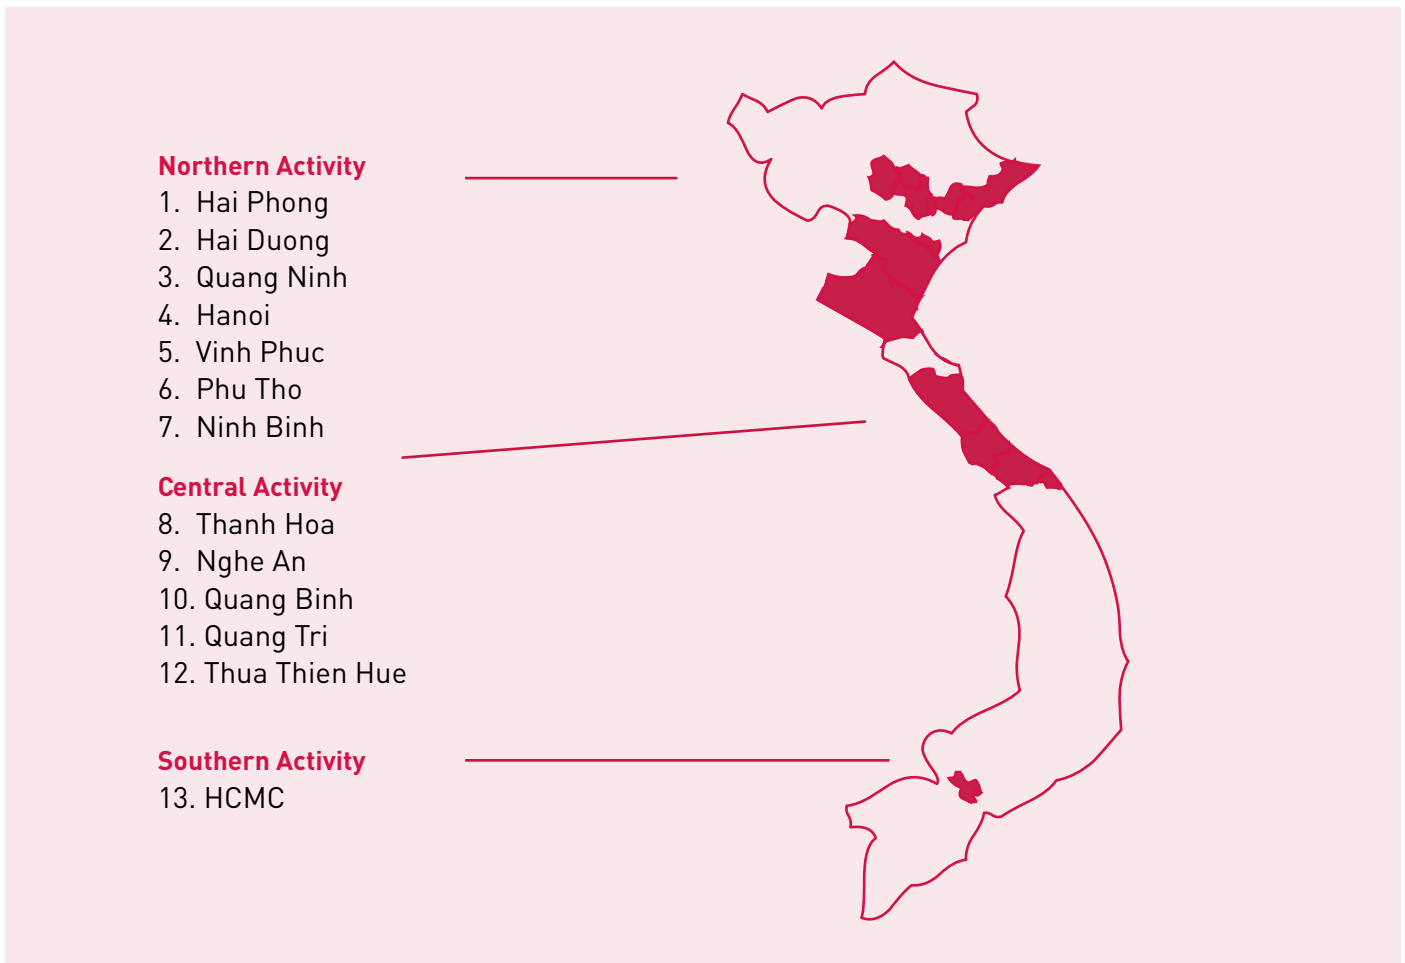 Northern Activity
1. Hai Phong
2. Hai Duong
3. Quang Ninh
4. Hanoi
5. Vinh Phuc
6. Phu Tho
7. Ninh Binh
Central Activity
8. Thanh Hoa
9. Nghe An
10. Quang Binh
11. Quang Tri
12. Thua Thien Hue
Southern Activity
13. HCMC